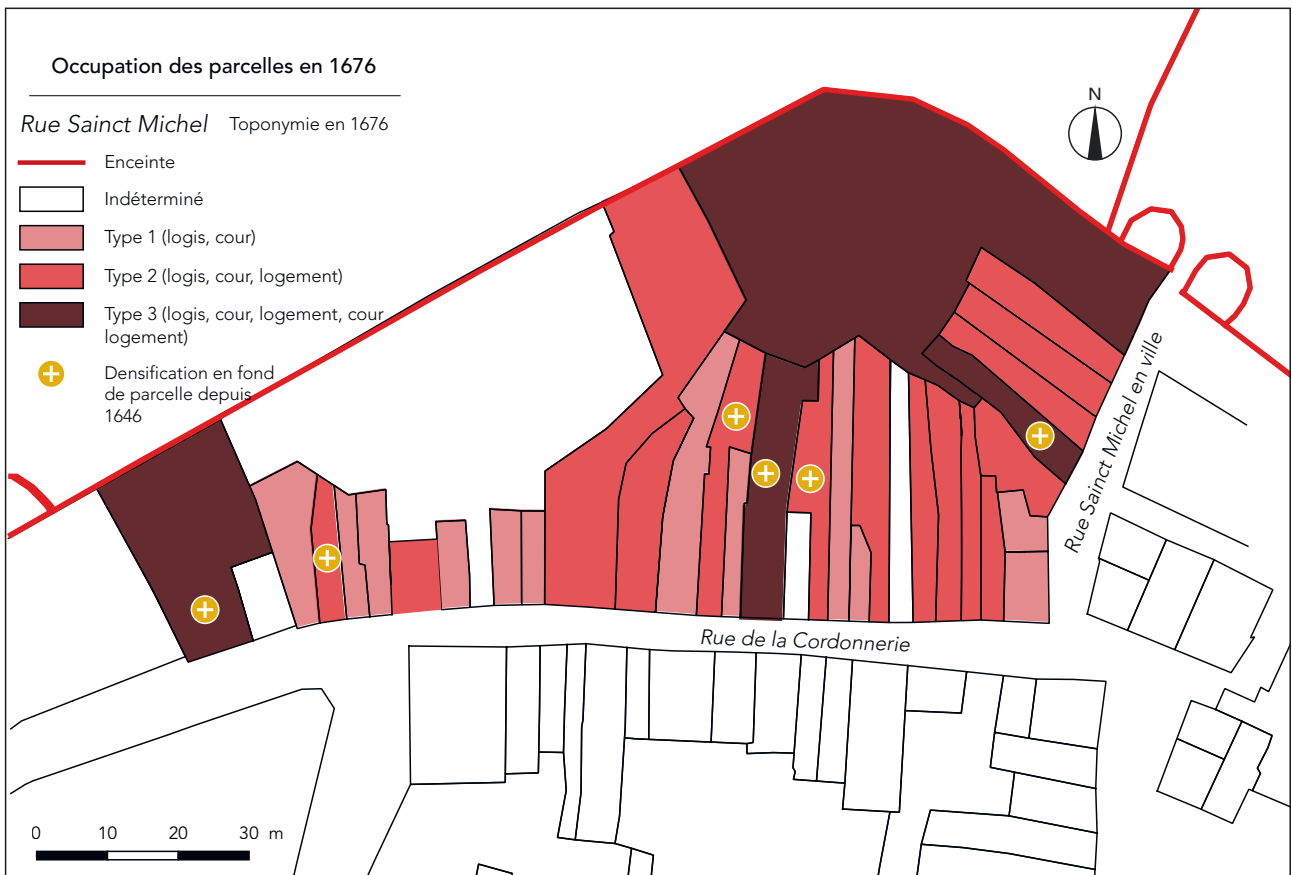 Occupation des parcelles en 1676
Rue Sainct Michel Toponymie en 1676
Enceinte
Indéterminé
Type 1 (logis, cour)
Type 2 (logis, cour, logement)
Type 3 (logis, cour, logement, cour
logement)
Densification en fond
de parcelle depuis
1646
N
Rue Sainct Michel en ville
Rue de la Cordonnerie
0 10 20 30 m